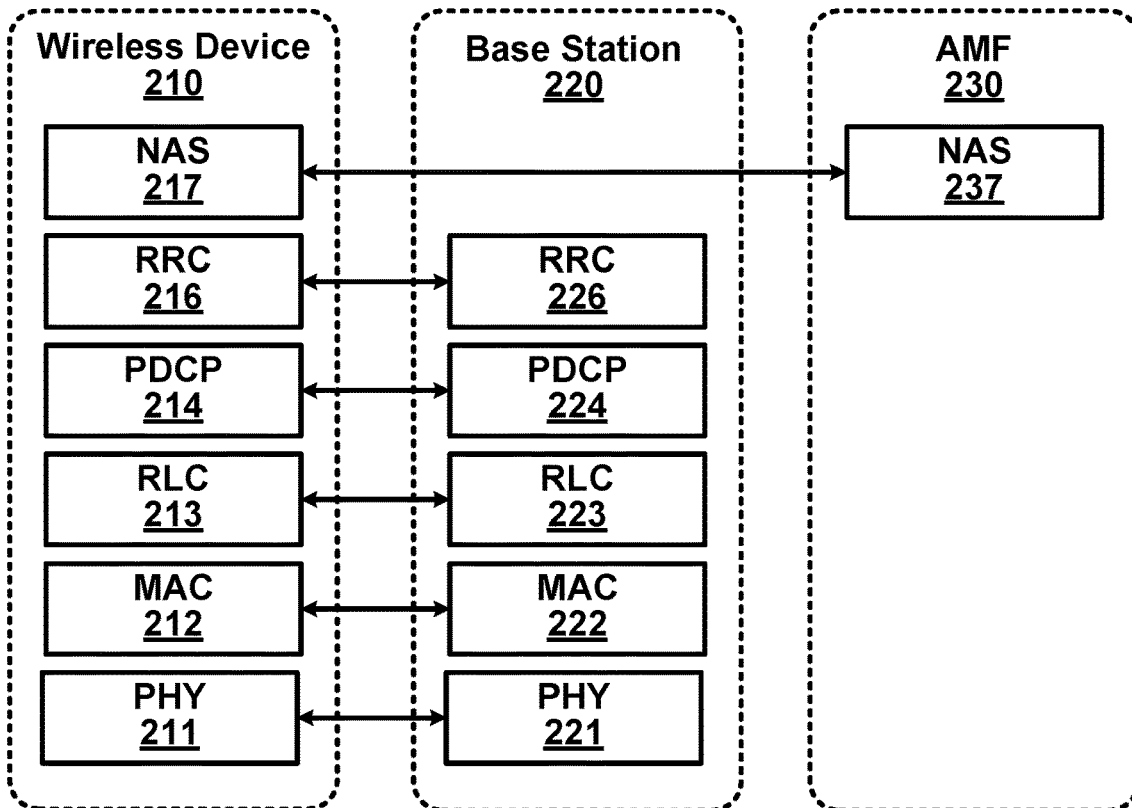 Wireless Device
210
Base Station
220
AMF
230
NAS
217
NAS
237
RRC
216
RRC
226
PDCP
214
PDCP
224
RLC
213
RLC
223
MAC
212
MAC
222
PHY
211
PHY
221